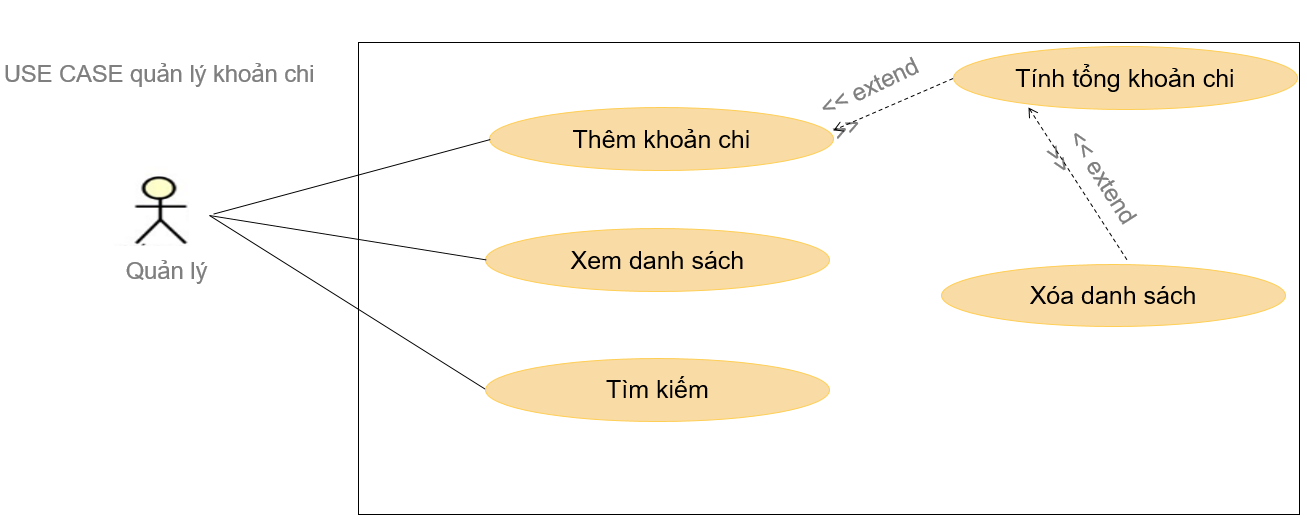 USE CASE quản lý khoản chi
Tính tổng khoản chi
<< extend
>>
Thêm khoản chi
<< extend
>>
Quản lý
Xem danh sách
Xóa danh sách
Tìm kiếm